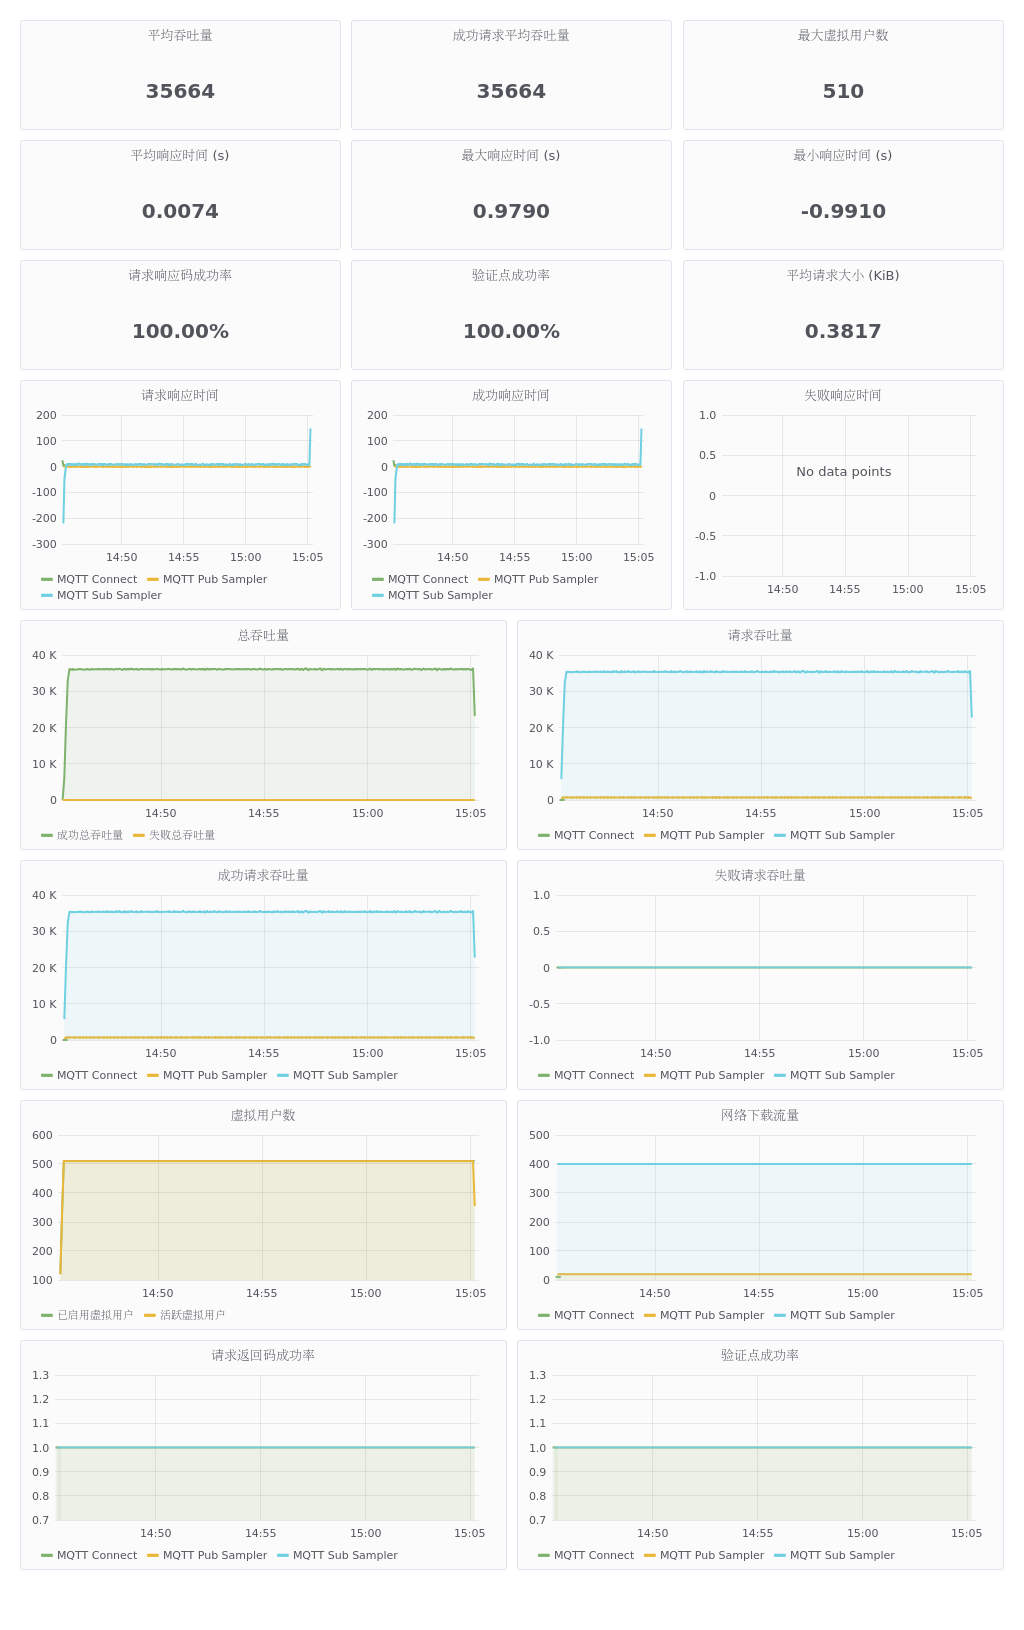 平均吞吐量
35664
成功请求平均吞吐量
35664
最大虚拟用户数
510
平均响应时间 (s)
0.0074
最大响应时间 (s)
0.9790
最小响应时间 (s)
-0.9910
请求响应码成功率
100.00%
验证点成功率
100.00%
平均请求大小 (KiB)
0.3817
请求响应时间
200
100
0
-100
-200
-300
14:50 14:55 15:00 15:05
MQTT Connect MQTT Pub Sampler
MQTT Sub Sampler
成功响应时间
200
100
0
-100
-200
-300
14:50 14:55 15:00 15:05
MQTT Connect MQTT Pub Sampler
MQTT Sub Sampler
失败响应时间
1.0
0.5
No data points
0
-0.5
-1.0
14:50 14:55 15:00 15:05
总吞吐量
40 K
30 K
20 K
10 K
0
14:50 14:55 15:00 15:05
成功总吞吐量 失败总吞吐量
请求吞吐量
40 K
30 K
20 K
10 K
0
14:50 14:55 15:00 15:05
MQTT Connect MQTT Pub Sampler MQTT Sub Sampler
成功请求吞吐量
40 K
30 K
20 K
10 K
0
14:50 14:55 15:00 15:05
MQTT Connect MQTT Pub Sampler MQTT Sub Sampler
失败请求吞吐量
1.0
0.5
0
-0.5
-1.0
14:50 14:55 15:00 15:05
MQTT Connect MQTT Pub Sampler MQTT Sub Sampler
虚拟用户数
600
500
400
300
200
100
14:50 14:55 15:00 15:05
已启用虚拟用户 活跃虚拟用户
网络下载流量
500
400
300
200
100
0
14:50 14:55 15:00 15:05
MQTT Connect MQTT Pub Sampler MQTT Sub Sampler
请求返回码成功率
1.3
1.2
1.1
1.0
0.9
0.8
0.7
14:50 14:55 15:00 15:05
MQTT Connect MQTT Pub Sampler MQTT Sub Sampler
验证点成功率
1.3
1.2
1.1
1.0
0.9
0.8
0.7
14:50 14:55 15:00 15:05
MQTT Connect MQTT Pub Sampler MQTT Sub Sampler